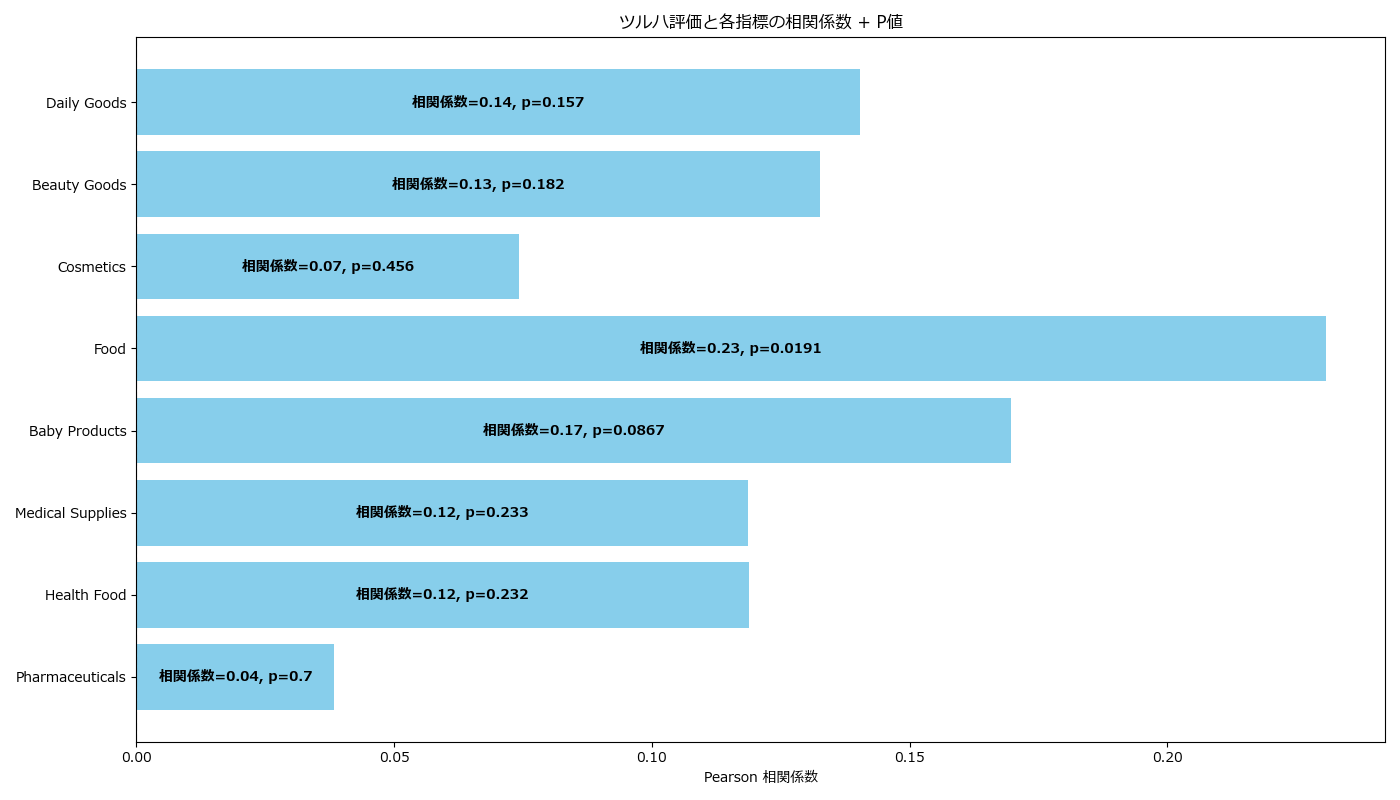 ツルハ評価と各指標の相関係数 + P値
Daily Goods
相関係数=0.14, p=0.157
Beauty Goods
相関係数=0.13, p=0.182
Cosmetics
相関係数=0.07, p=0.456
Food
相関係数=0.23, p=0.0191
Baby Products
相関係数=0.17, p=0.0867
Medical Supplies
相関係数=0.12, p=0.233
Health Food
相関係数=0.12, p=0.232
Pharmaceuticals
相関係数=0.04, p=0.7
0.00 0.05 0.10 0.15 0.20
Pearson 相関係数